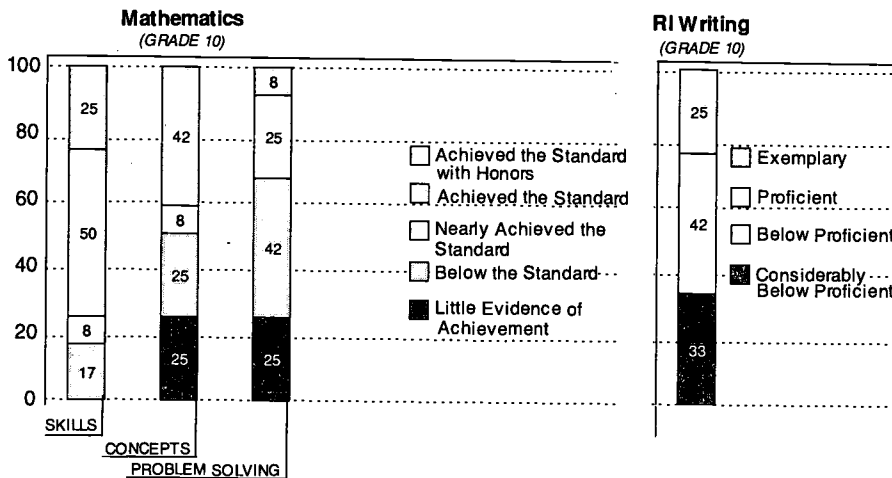 Mathematics
(GRADE 10)
100
80
60
40
20
0
25
50
8
17
42
8
25
25
8
25
42
25
SKILLS
CONCEPTS
PROBLEM SOLVING
Achieved the Standard
with Honors
Achieved the Standard
Nearly Achieved the
Standard
Below the Standard
Little Evidence of
Achievement
RI Writing
(GRADE 10)
25
42
33
Exemplary
Proficient
Below Proficient
Considerably
Below Proficient